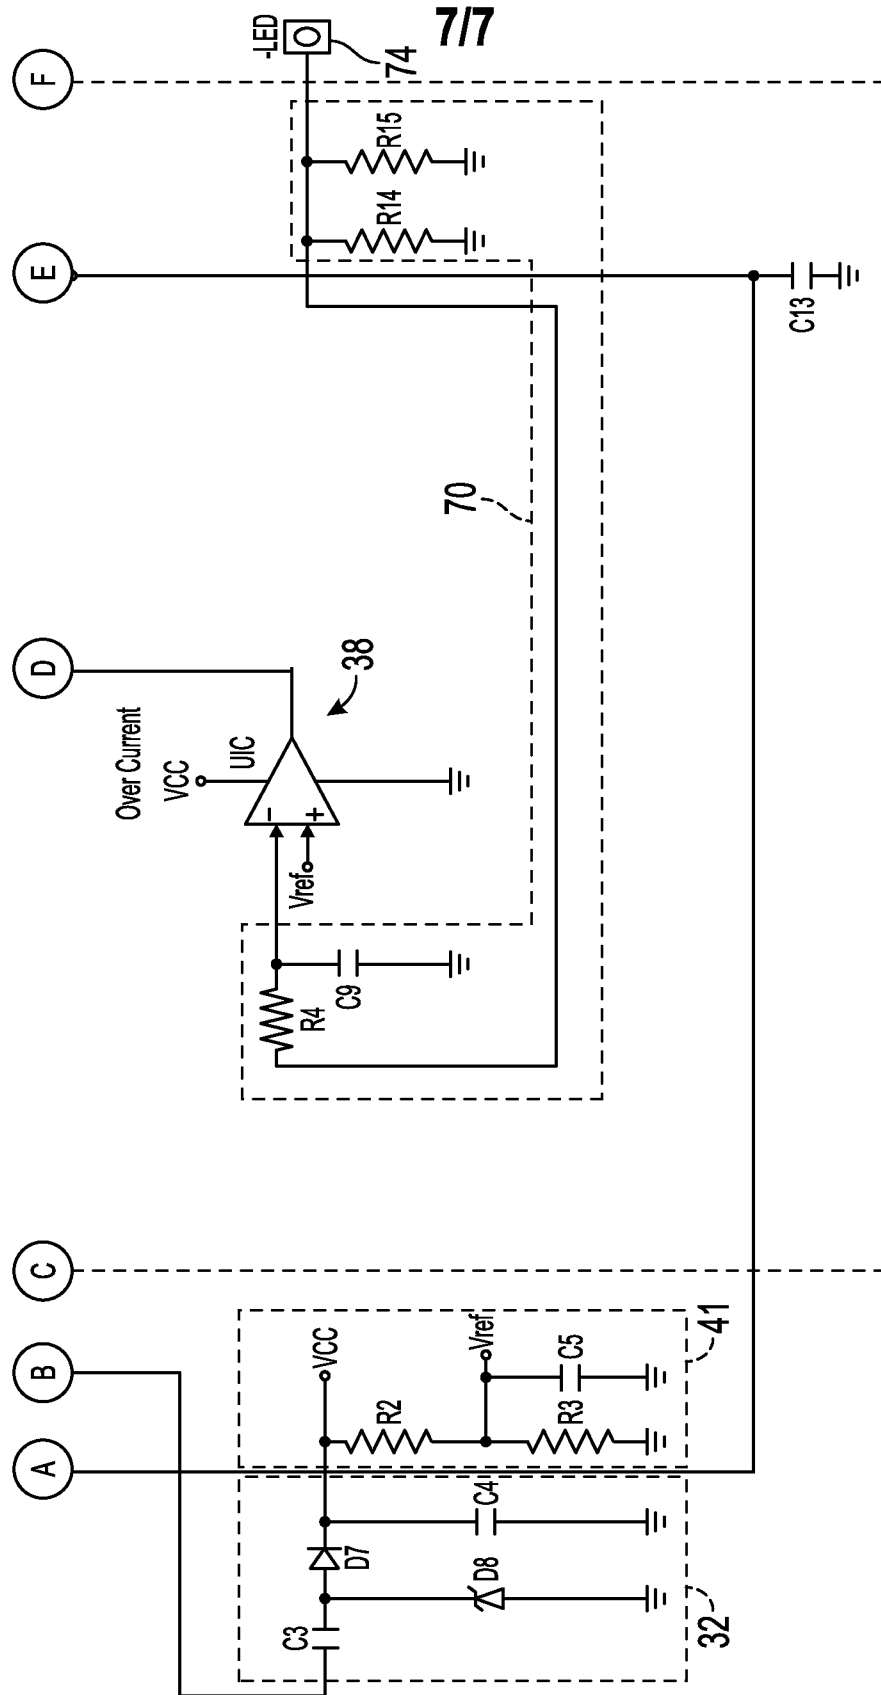 7/7
-LED
74
F
R15
R14
E
C13
70
D
38
Over Current
VCC
UIC
-
+
Vref
C9
R4
C
B
A
VCC
Vref
41
C5
R2
R3
C4
D7
D8
C3
32